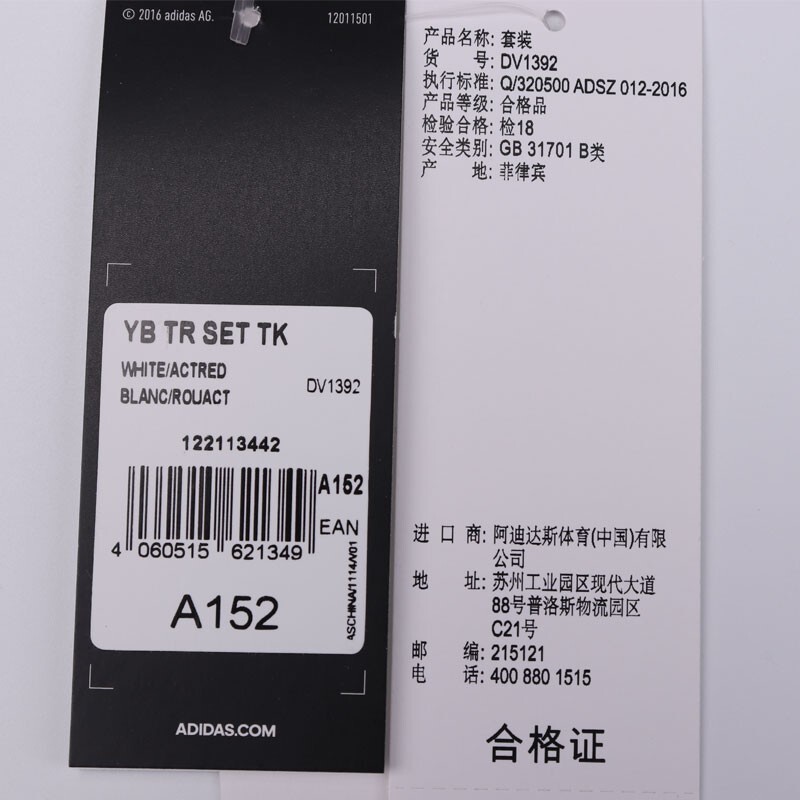 © 2016 adidas AG. 12011501
YB TR SET TK
WHITE/ACTRED
BLANC/ROUACT DV1392
122113442
A152
EAN
4 060515 621349
ASCHINA/1114/V01
A152
ADIDAS.COM
产品名称: 套装
货 号: DV1392
执行标准: Q/320500 ADSZ 012-2016
产品等级: 合格品
检验合格: 检18
安全类别: GB 31701 B类
产 地: 菲律宾
进 口 商: 阿迪达斯体育(中国)有限
公司
地 址: 苏州工业园区现代大道
88号普洛斯物流园区
C21号
邮 编: 215121
电 话: 400 880 1515
合格证